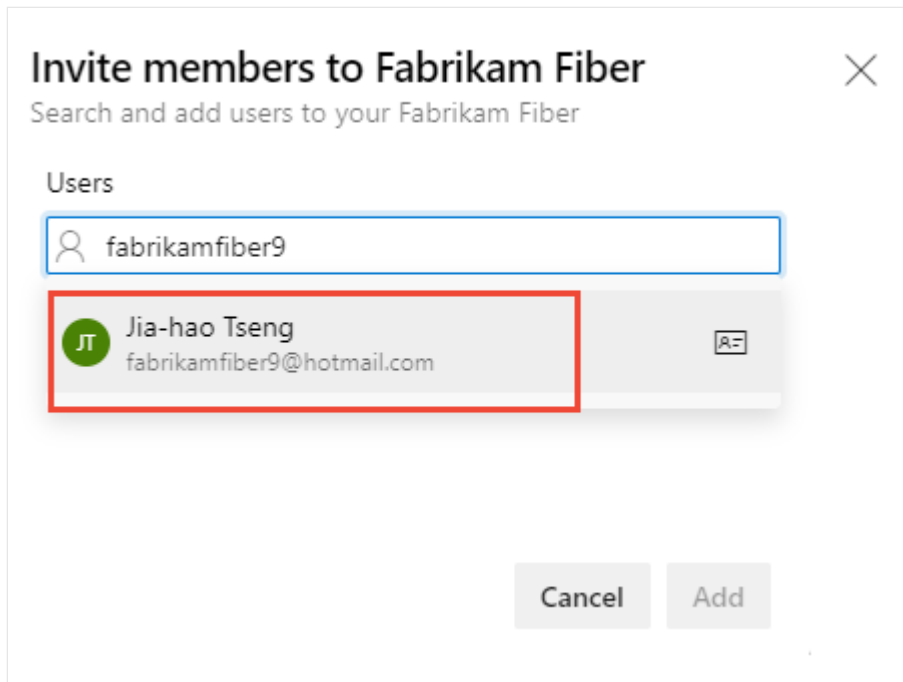 Invite members to Fabrikam Fiber
Search and add users to your Fabrikam Fiber
Users
fabrikamfiber9
JT
Jia-hao Tseng
fabrikamfiber9@hotmail.com
Cancel
Add